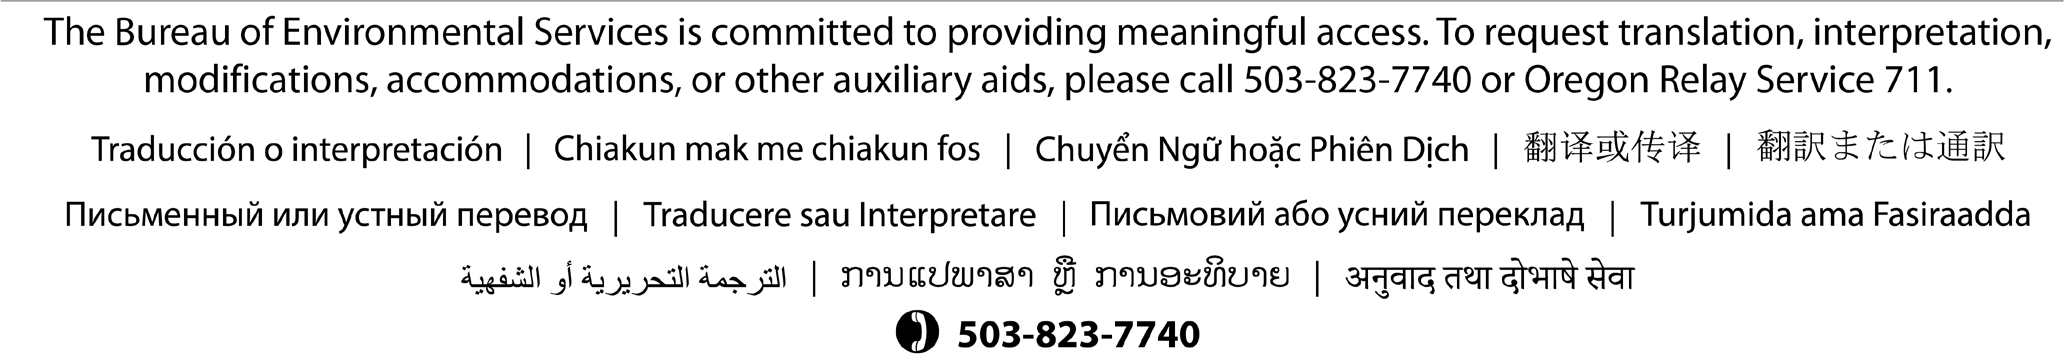 The Bureau of Environmental Services is committed to providing meaningful access. To request translation, interpretation,
modifications, accommodations, or other auxiliary aids, please call 503-823-7740 or Oregon Relay Service 711.
Traducción o interpretación | Chiakun mak me chiakun fos | Chuyển Ngữ hoặc Phiên Dịch | 翻译或传译 | 翻訳または通訳
Письменный или устный перевод | Traducere sau Interpretare | Письмовий або усний переклад | Turjumida ama Fasiraadda
الترجمة التحريرية أو الشفهية | ການແປພາສາ ຫຼື ການອະທິບາຍ | अनुवाद तथा दोभाषे सेवा
503-823-7740